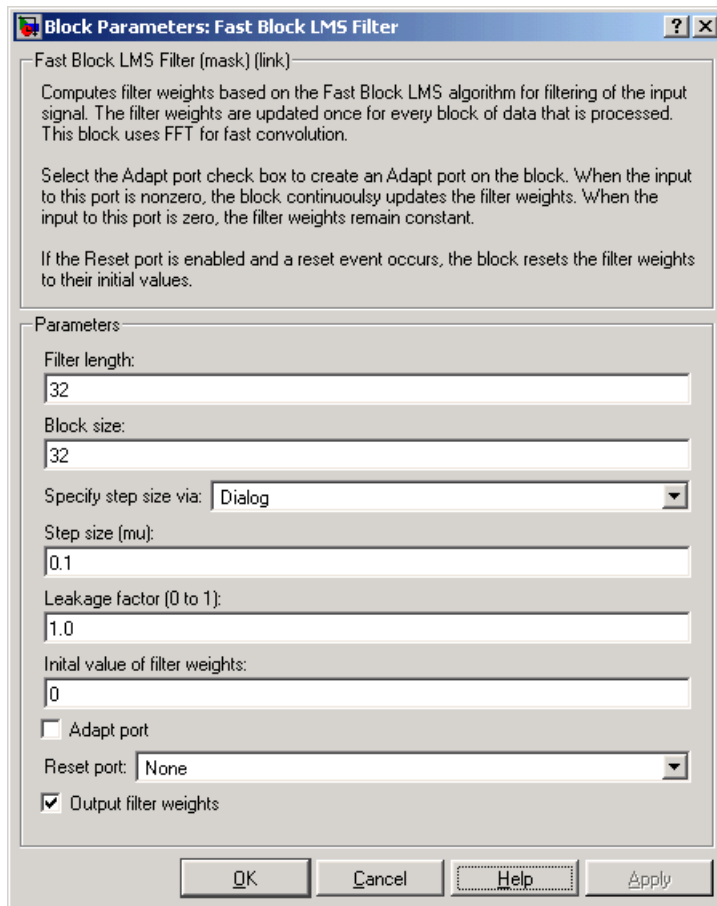 Block Parameters: Fast Block LMS Filter
Fast Block LMS Filter (mask) (link)
Computes filter weights based on the Fast Block LMS algorithm for filtering of the input
signal. The filter weights are updated once for every block of data that is processed.
This block uses FFT for fast convolution.
Select the Adapt port check box to create an Adapt port on the block. When the input
to this port is nonzero, the block continuoulsy updates the filter weights. When the
input to this port is zero, the filter weights remain constant.
If the Reset port is enabled and a reset event occurs, the block resets the filter weights
to their initial values.
Parameters
Filter length:
32
Block size:
32
Specify step size via: Dialog
Step size (mu):
0.1
Leakage factor (0 to 1):
1.0
Inital value of filter weights:
0
Adapt port
Reset port: None
Output filter weights
OK Cancel Help Apply